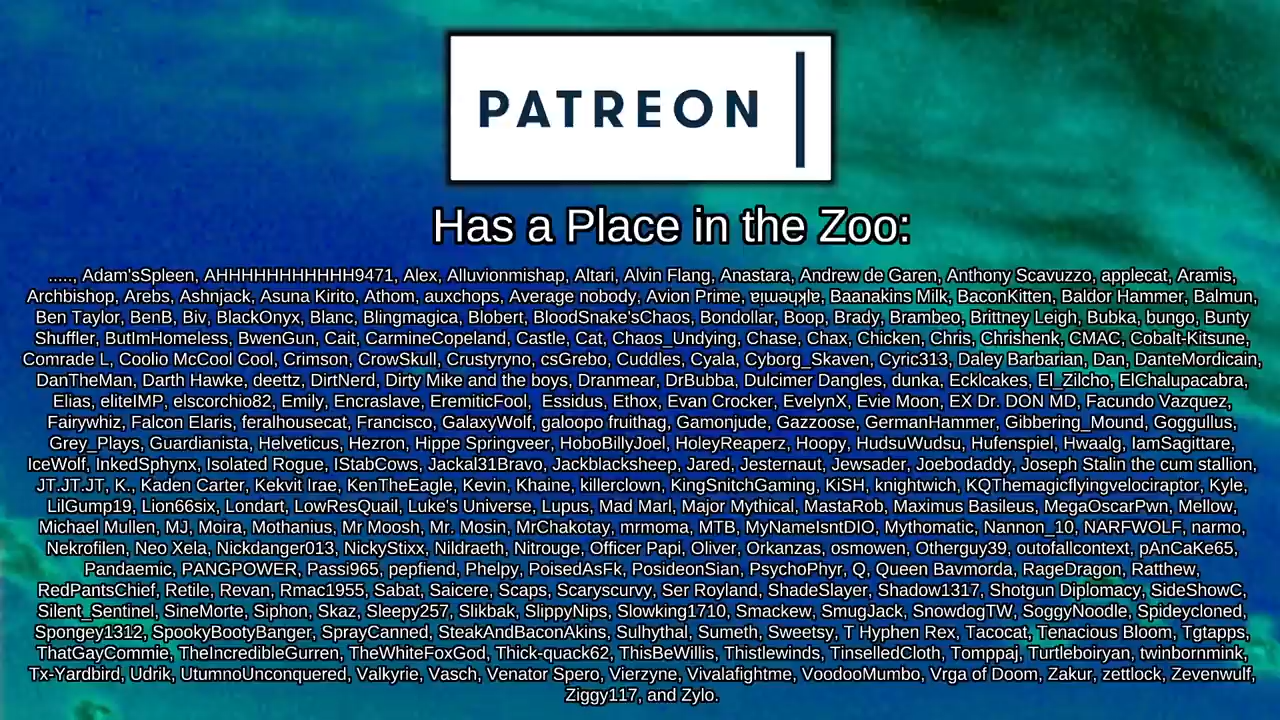 PATREON
Has a Place in the Zoo:
....., Adam'sSpleen, AHHHHHHHHHHH9471, Alex, Alluvionmishap, Altari, Alvin Flang, Anastara, Andrew de Garen, Anthony Scavuzzo, applecat, Aramis,
Archbishop, Arebs, Ashnjack, Asuna Kirito, Athom, auxchops, Average nobody, Avion Prime, ɐᴉɯǝɥʞlɐ, Baanakins Milk, BaconKitten, Baldor Hammer, Balmun,
Ben Taylor, BenB, Biv, BlackOnyx, Blanc, Blingmagica, Blobert, BloodSnake'sChaos, Bondollar, Boop, Brady, Brambeo, Brittney Leigh, Bubka, bungo, Bunty
Shuffler, ButImHomeless, BwenGun, Cait, CarmineCopeland, Castle, Cat, Chaos_Undying, Chase, Chax, Chicken, Chris, Chrishenk, CMAC, Cobalt-Kitsune,
Comrade L, Coolio McCool Cool, Crimson, CrowSkull, Crustyryno, csGrebo, Cuddles, Cyala, Cyborg_Skaven, Cyric313, Daley Barbarian, Dan, DanteMordicain,
DanTheMan, Darth Hawke, deettz, DirtNerd, Dirty Mike and the boys, Dranmear, DrBubba, Dulcimer Dangles, dunka, Ecklcakes, El_Zilcho, ElChalupacabra,
Elias, eliteIMP, elscorchio82, Emily, Encraslave, EremiticFool, Essidus, Ethox, Evan Crocker, EvelynX, Evie Moon, EX Dr. DON MD, Facundo Vazquez,
Fairywhiz, Falcon Elaris, feralhousecat, Francisco, GalaxyWolf, galoopo fruithag, Gamonjude, Gazzoose, GermanHammer, Gibbering_Mound, Goggullus,
Grey_Plays, Guardianista, Helveticus, Hezron, Hippe Springveer, HoboBillyJoel, HoleyReaperz, Hoopy, HudsuWudsu, Hufenspiel, Hwaalg, IamSagittare,
IceWolf, InkedSphynx, Isolated Rogue, IStabCows, Jackal31Bravo, Jackblacksheep, Jared, Jesternaut, Jewsader, Joebodaddy, Joseph Stalin the cum stallion,
JT.JT.JT, K., Kaden Carter, Kekvit Irae, KenTheEagle, Kevin, Khaine, killerclown, KingSnitchGaming, KiSH, knightwich, KQThemagicflyingvelociraptor, Kyle,
LilGump19, Lion66six, Londart, LowResQuail, Luke's Universe, Lupus, Mad Marl, Major Mythical, MastaRob, Maximus Basileus, MegaOscarPwn, Mellow,
Michael Mullen, MJ, Moira, Mothanius, Mr Moosh, Mr. Mosin, MrChakotay, mrmoma, MTB, MyNameIsntDIO, Mythomatic, Nannon_10, NARFWOLF, narmo,
Nekrofilen, Neo Xela, Nickdanger013, NickyStixx, Nildraeth, Nitrouge, Officer Papi, Oliver, Orkanzas, osmowen, Otherguy39, outofallcontext, pAnCaKe65,
Pandaemic, PANGPOWER, Passi965, pepfiend, Phelpy, PoisedAsFk, PosideonSian, PsychoPhyr, Q, Queen Bavmorda, RageDragon, Ratthew,
RedPantsChief, Retile, Revan, Rmac1955, Sabat, Saicere, Scaps, Scaryscurvy, Ser Royland, ShadeSlayer, Shadow1317, Shotgun Diplomacy, SideShowC,
Silent_Sentinel, SineMorte, Siphon, Skaz, Sleepy257, Slikbak, SlippyNips, Slowking1710, Smackew, SmugJack, SnowdogTW, SoggyNoodle, Spideycloned,
Spongey1312, SpookyBootyBanger, SprayCanned, SteakAndBaconAkins, Sulhythal, Sumeth, Sweetsy, T Hyphen Rex, Tacocat, Tenacious Bloom, Tgtapps,
ThatGayCommie, TheIncredibleGurren, TheWhiteFoxGod, Thick-quack62, ThisBeWillis, Thistlewinds, TinselledCloth, Tomppaj, Turtleboiryan, twinbornmink,
Tx-Yardbird, Udrik, UtumnoUnconquered, Valkyrie, Vasch, Venator Spero, Vierzyne, Vivalafightme, VoodooMumbo, Vrga of Doom, Zakur, zettlock, Zevenwulf,
Ziggy117, and Zylo.